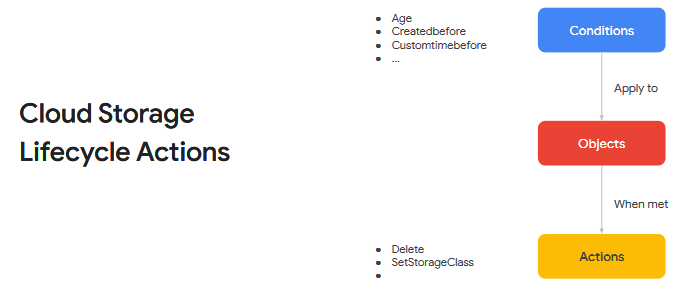 Cloud Storage
Lifecycle Actions
• Age
• Createdbefore
• Customtimebefore
• ...
Conditions
Apply to
Objects
When met
• Delete
• SetStorageClass
•
Actions